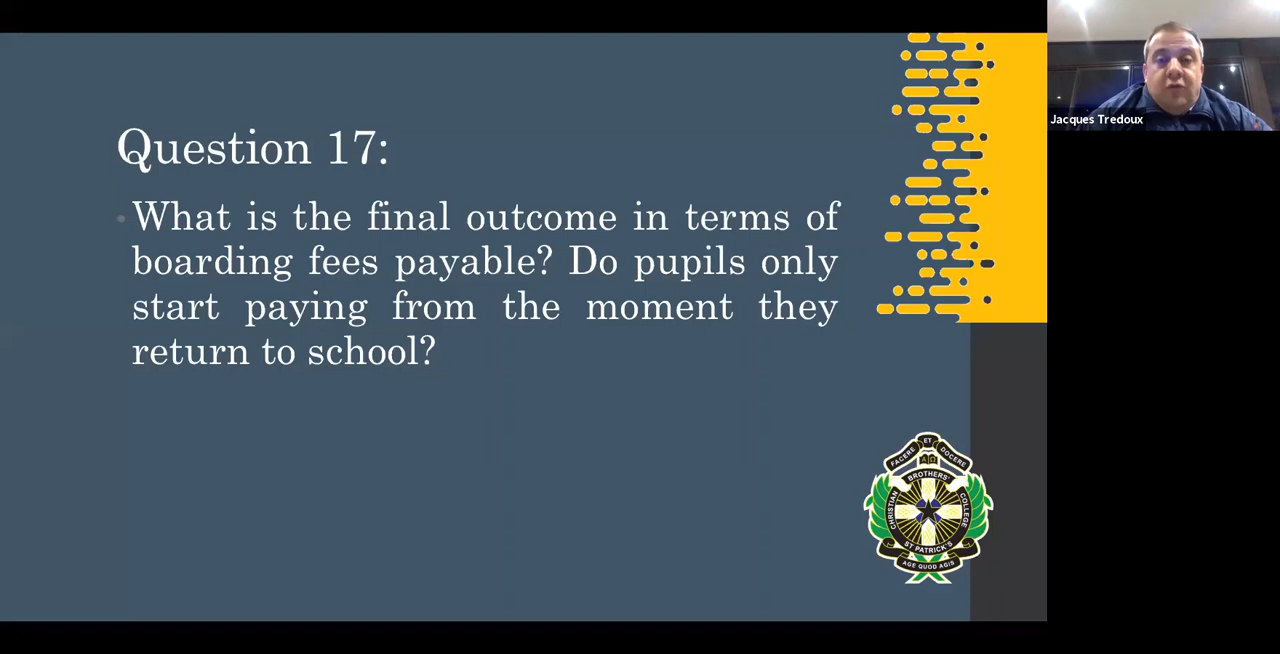 Question 17:
What is the final outcome in terms of
boarding fees payable? Do pupils only
start paying from the moment they
return to school?
Jacques Tredoux
FACERE ET DOCERE
Α Ω
CHRISTIAN BROTHERS' COLLEGE
ST PATRICK'S
AGE QUOD AGIS